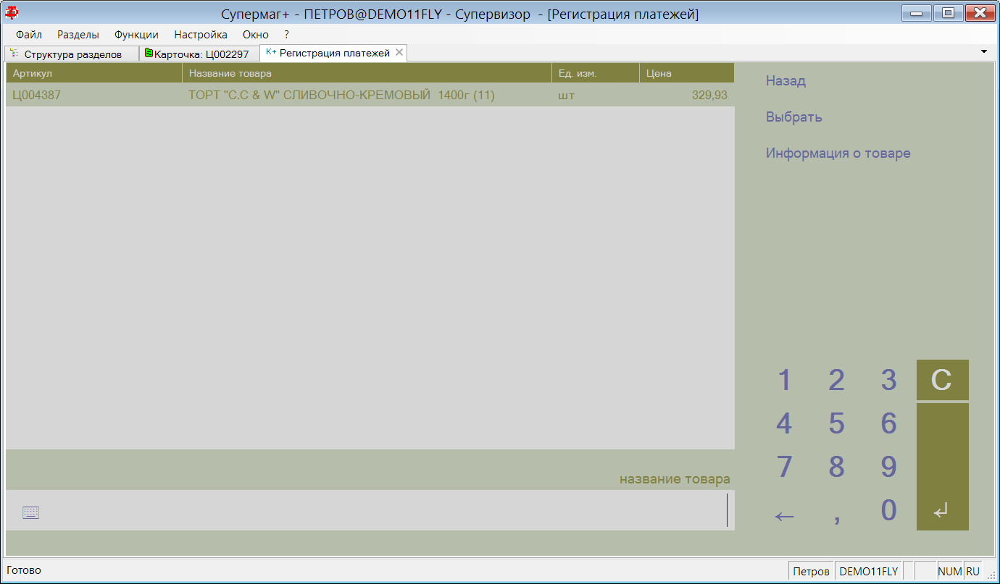 Супермаг+ - ПЕТРОВ@DEMO11FLY - Супервизор - [Регистрация платежей]
Файл Разделы Функции Настройка Окно ?
Структура разделов Карточка: Ц002297 K+ Регистрация платежей
Артикул Название товара Ед. изм. Цена
Ц004387 ТОРТ "С.С & W" СЛИВОЧНО-КРЕМОВЫЙ 1400г (11) шт 329,93
Назад
Выбрать
Информация о товаре
1 2 3 C
4 5 6
7 8 9
название товара
← , 0 ↵
Готово Петров DEMO11FLY NUM RU